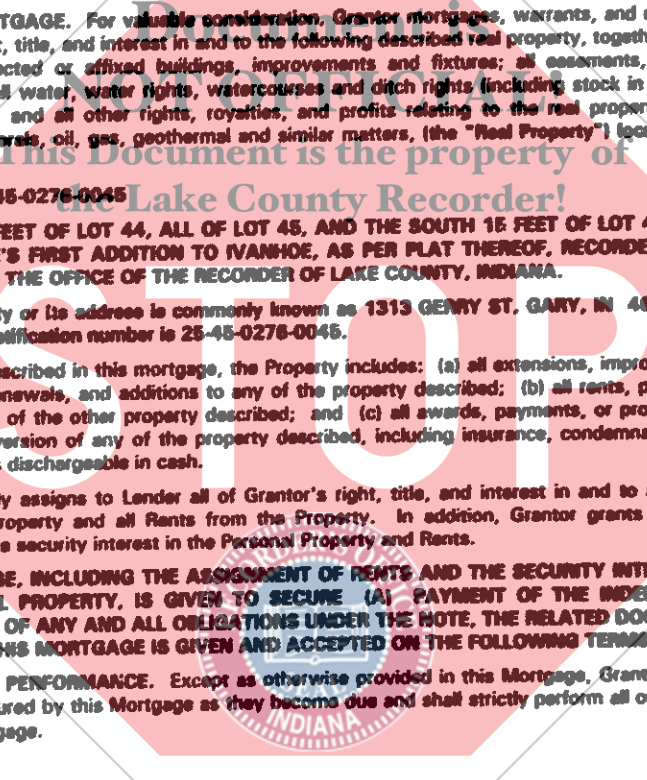 TGAGE. For valuable consideration, Grantor mortgages, warrants, and
Document is
, title, and interest in and to the following described real property, togeth
cted or affixed buildings, improvements and fixtures; all easements,
ll water, water rights, watercourses and ditch rights (including stock in
NOT OFFICIAL!
and all other rights, royalties, and profits relating to the real proper
erals, oil, gas, geothermal and similar matters, (the "Real Property") loc
This Document is the property of
45-0276-0045
the Lake County Recorder!
FEET OF LOT 44, ALL OF LOT 45, AND THE SOUTH 15 FEET OF LOT 4
'S FIRST ADDITION TO IVANHOE, AS PER PLAT THEREOF, RECORDE
THE OFFICE OF THE RECORDER OF LAKE COUNTY, INDIANA.
STOP
ly or its address is commonly known as 1313 GERRY ST, GARY, IN 4
ntification number is 25-45-0276-0045.
escribed in this mortgage, the Property includes: (a) all extensions, impro
enewals, and additions to any of the property described; (b) all rents, p
of the other property described; and (c) all awards, payments, or pro
version of any of the property described, including insurance, condemna
s dischargeable in cash.
ly assigns to Lender all of Grantor's right, title, and interest in and to
roperty and all Rents from the Property. In addition, Grantor grants
a security interest in the Personal Property and Rents.
GE, INCLUDING THE ASSIGNMENT OF RENTS AND THE SECURITY INT
L PROPERTY, IS GIVEN TO SECURE (A) PAYMENT OF THE INDE
OF ANY AND ALL OBLIGATIONS UNDER THE NOTE, THE RELATED DOC
HIS MORTGAGE IS GIVEN AND ACCEPTED ON THE FOLLOWING TERMS
PERFORMANCE. Except as otherwise provided in this Mortgage, Grant
ured by this Mortgage as they become due and shall strictly perform all o
gage.
SEAL
INDIANA